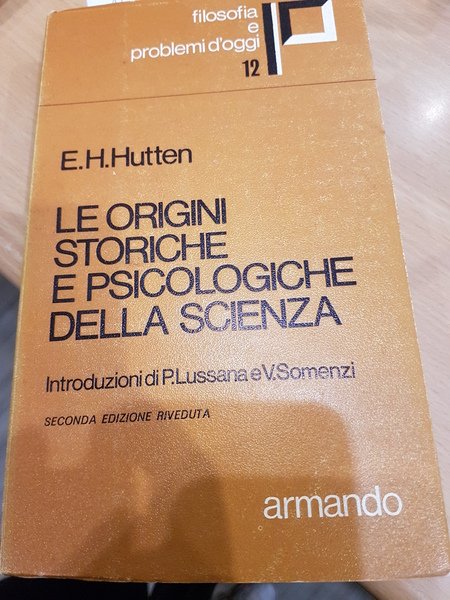 filosofia
e
problemi d'oggi
12
E.H.Hutten
LE ORIGINI
STORICHE
E PSICOLOGICHE
DELLA SCIENZA
Introduzioni di P.Lussana e V.Somenzi
SECONDA EDIZIONE RIVEDUTA
armando